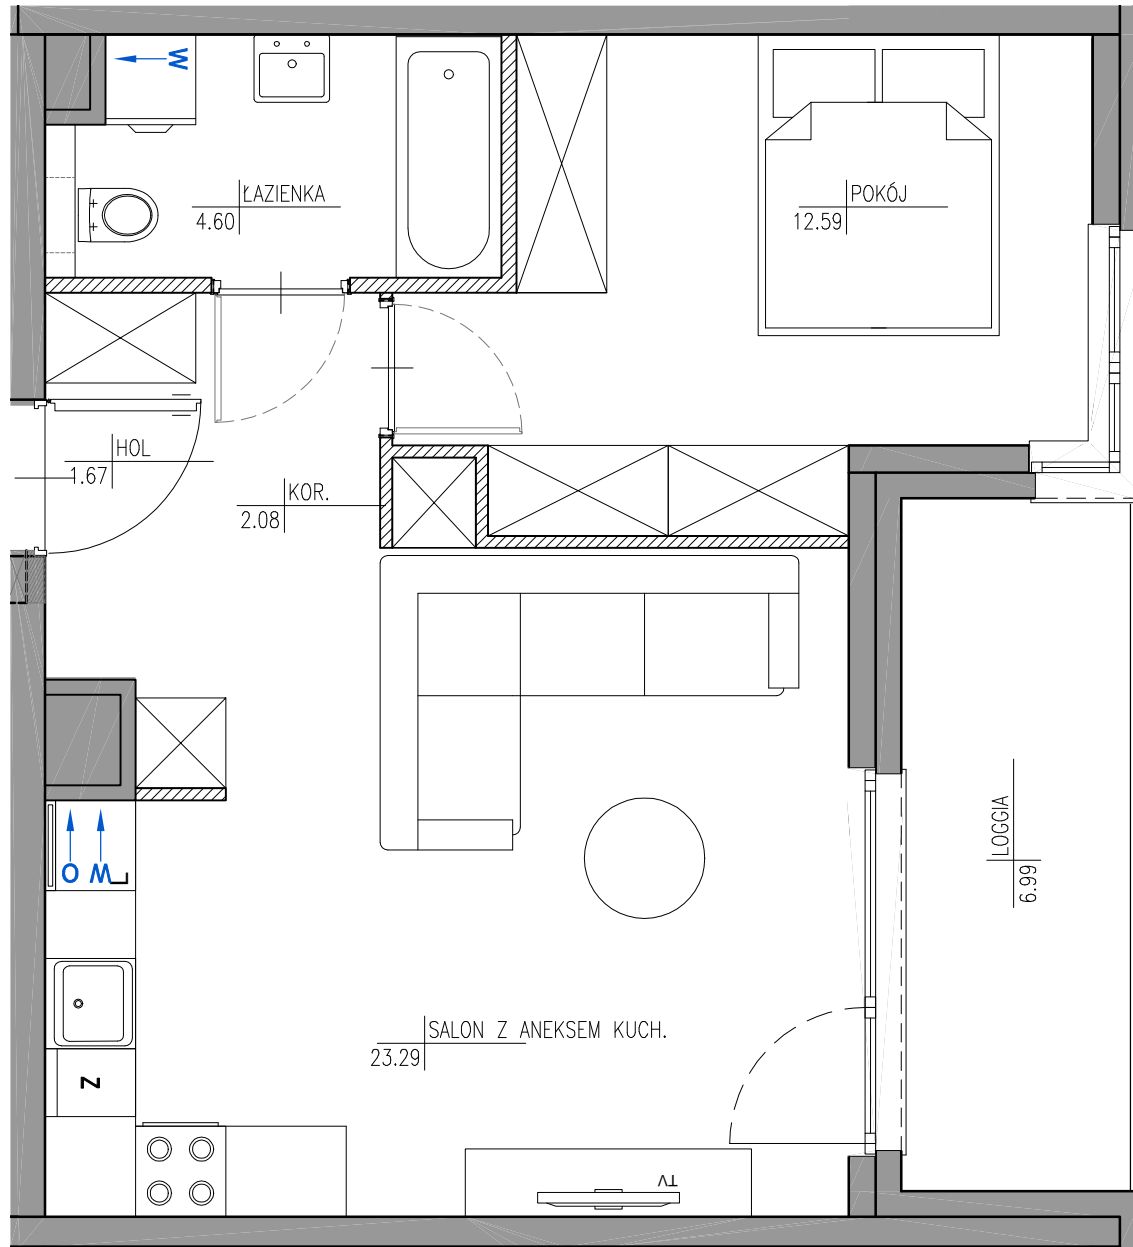 W
ŁAZIENKA
4.60
POKÓJ
12.59
HOL
1.67
KOR.
2.08
LOGGIA
6.99
O W L
SALON Z ANEKSEM KUCH.
23.29
Z
TV